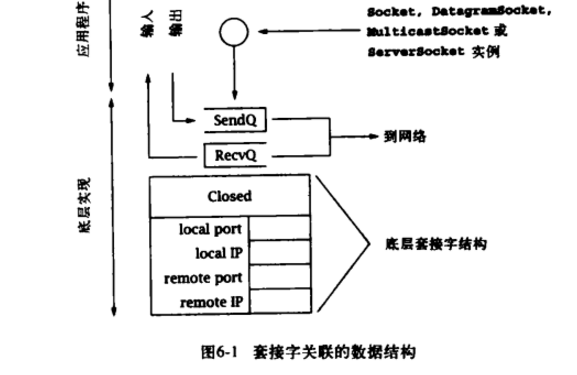 应用程序
输入
输出
Socket, DatagramSocket,
MulticastSocket 或
ServerSocket 实例
SendQ
到网络
RecvQ
底层实现
Closed
local port
local IP
底层套接字结构
remote port
remote IP
图6-1 套接字关联的数据结构